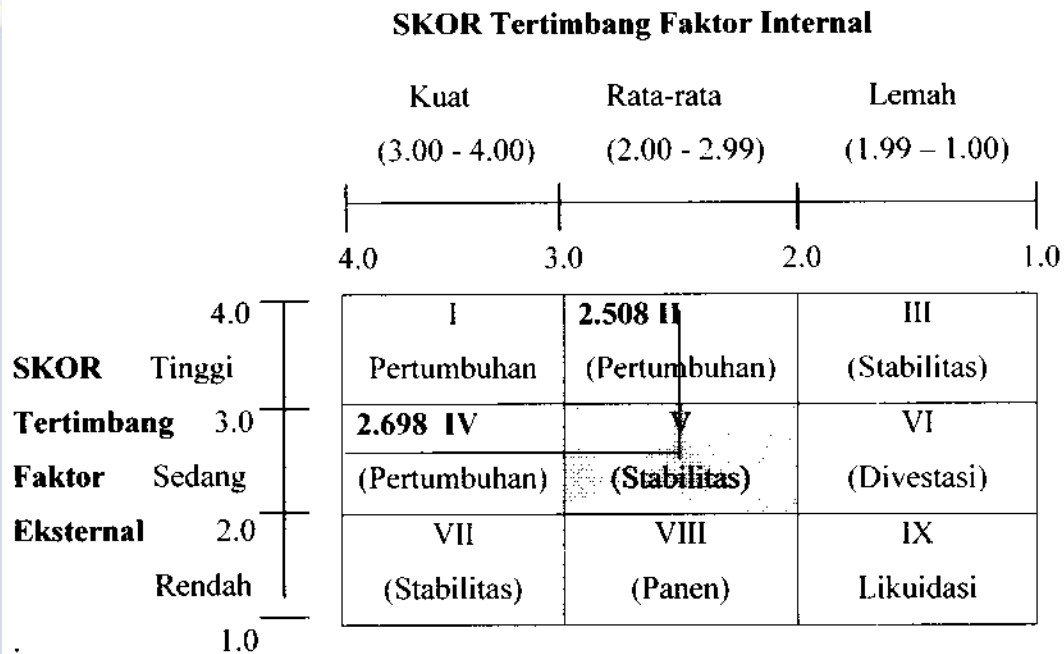 SKOR Tertimbang Faktor Internal
Kuat Rata-rata Lemah
(3.00 - 4.00) (2.00 - 2.99) (1.99 – 1.00)
4.0 3.0 2.0 1.0
4.0 I 2.508 II III
SKOR Tinggi Pertumbuhan (Pertumbuhan) (Stabilitas)
Tertimbang 3.0 2.698 IV V VI
Faktor Sedang (Pertumbuhan) (Stabilitas) (Divestasi)
Eksternal 2.0 VII VIII IX
Rendah (Stabilitas) (Panen) Likuidasi
. 1.0